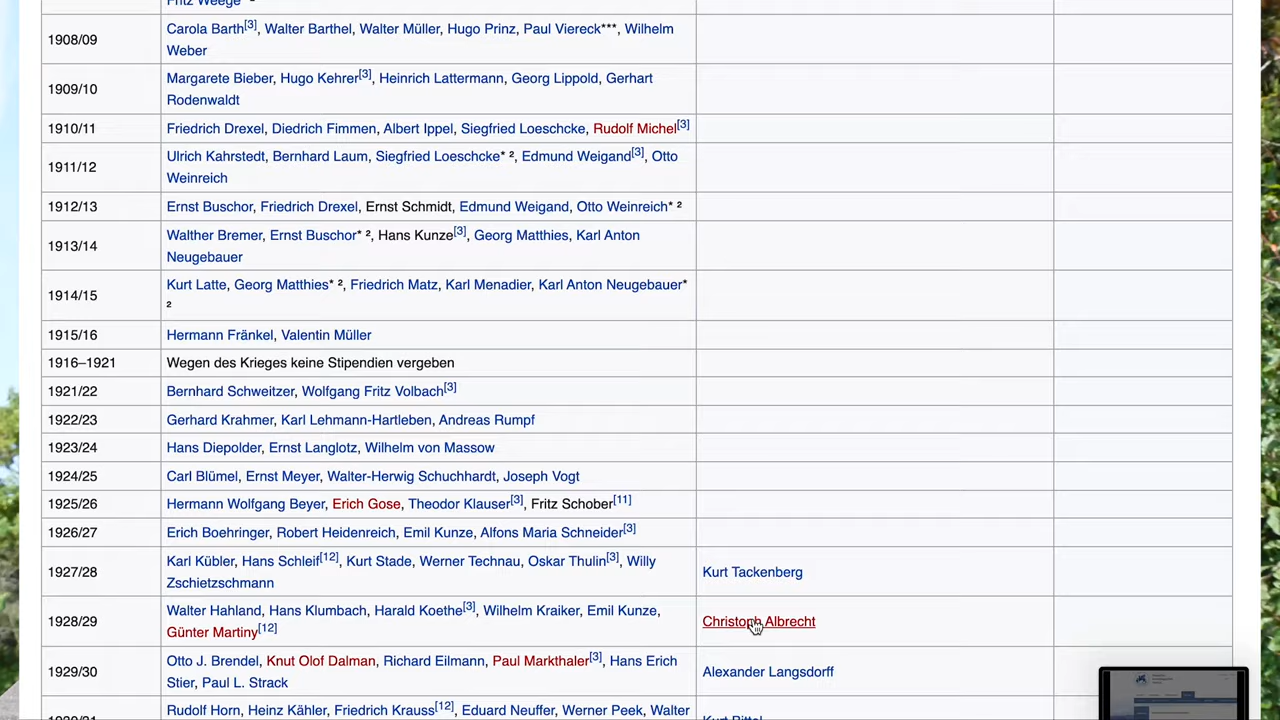 Fritz Weege * ²
1908/09
Carola Barth[3], Walter Barthel, Walter Müller, Hugo Prinz, Paul Viereck***, Wilhelm
Weber
1909/10
Margarete Bieber, Hugo Kehrer[3], Heinrich Lattermann, Georg Lippold, Gerhart
Rodenwaldt
1910/11
Friedrich Drexel, Diedrich Fimmen, Albert Ippel, Siegfried Loeschcke, Rudolf Michel[3]
1911/12
Ulrich Kahrstedt, Bernhard Laum, Siegfried Loeschcke* ², Edmund Weigand[3], Otto
Weinreich
1912/13
Ernst Buschor, Friedrich Drexel, Ernst Schmidt, Edmund Weigand, Otto Weinreich* ²
1913/14
Walther Bremer, Ernst Buschor* ², Hans Kunze[3], Georg Matthies, Karl Anton
Neugebauer
1914/15
Kurt Latte, Georg Matthies* ², Friedrich Matz, Karl Menadier, Karl Anton Neugebauer*
²
1915/16
Hermann Fränkel, Valentin Müller
1916–1921
Wegen des Krieges keine Stipendien vergeben
1921/22
Bernhard Schweitzer, Wolfgang Fritz Volbach[3]
1922/23
Gerhard Krahmer, Karl Lehmann-Hartleben, Andreas Rumpf
1923/24
Hans Diepolder, Ernst Langlotz, Wilhelm von Massow
1924/25
Carl Blümel, Ernst Meyer, Walter-Herwig Schuchhardt, Joseph Vogt
1925/26
Hermann Wolfgang Beyer, Erich Gose, Theodor Klauser[3], Fritz Schober[11]
1926/27
Erich Boehringer, Robert Heidenreich, Emil Kunze, Alfons Maria Schneider[3]
1927/28
Karl Kübler, Hans Schleif[12], Kurt Stade, Werner Technau, Oskar Thulin[3], Willy
Zschietzschmann
Kurt Tackenberg
1928/29
Walter Hahland, Hans Klumbach, Harald Koethe[3], Wilhelm Kraiker, Emil Kunze,
Günter Martiny[12]
Christoph Albrecht
1929/30
Otto J. Brendel, Knut Olof Dalman, Richard Eilmann, Paul Markthaler[3], Hans Erich
Stier, Paul L. Strack
Alexander Langsdorff
1930/31
Rudolf Horn, Heinz Kähler, Friedrich Krauss[12], Eduard Neuffer, Werner Peek, Walter
Kurt Bittel